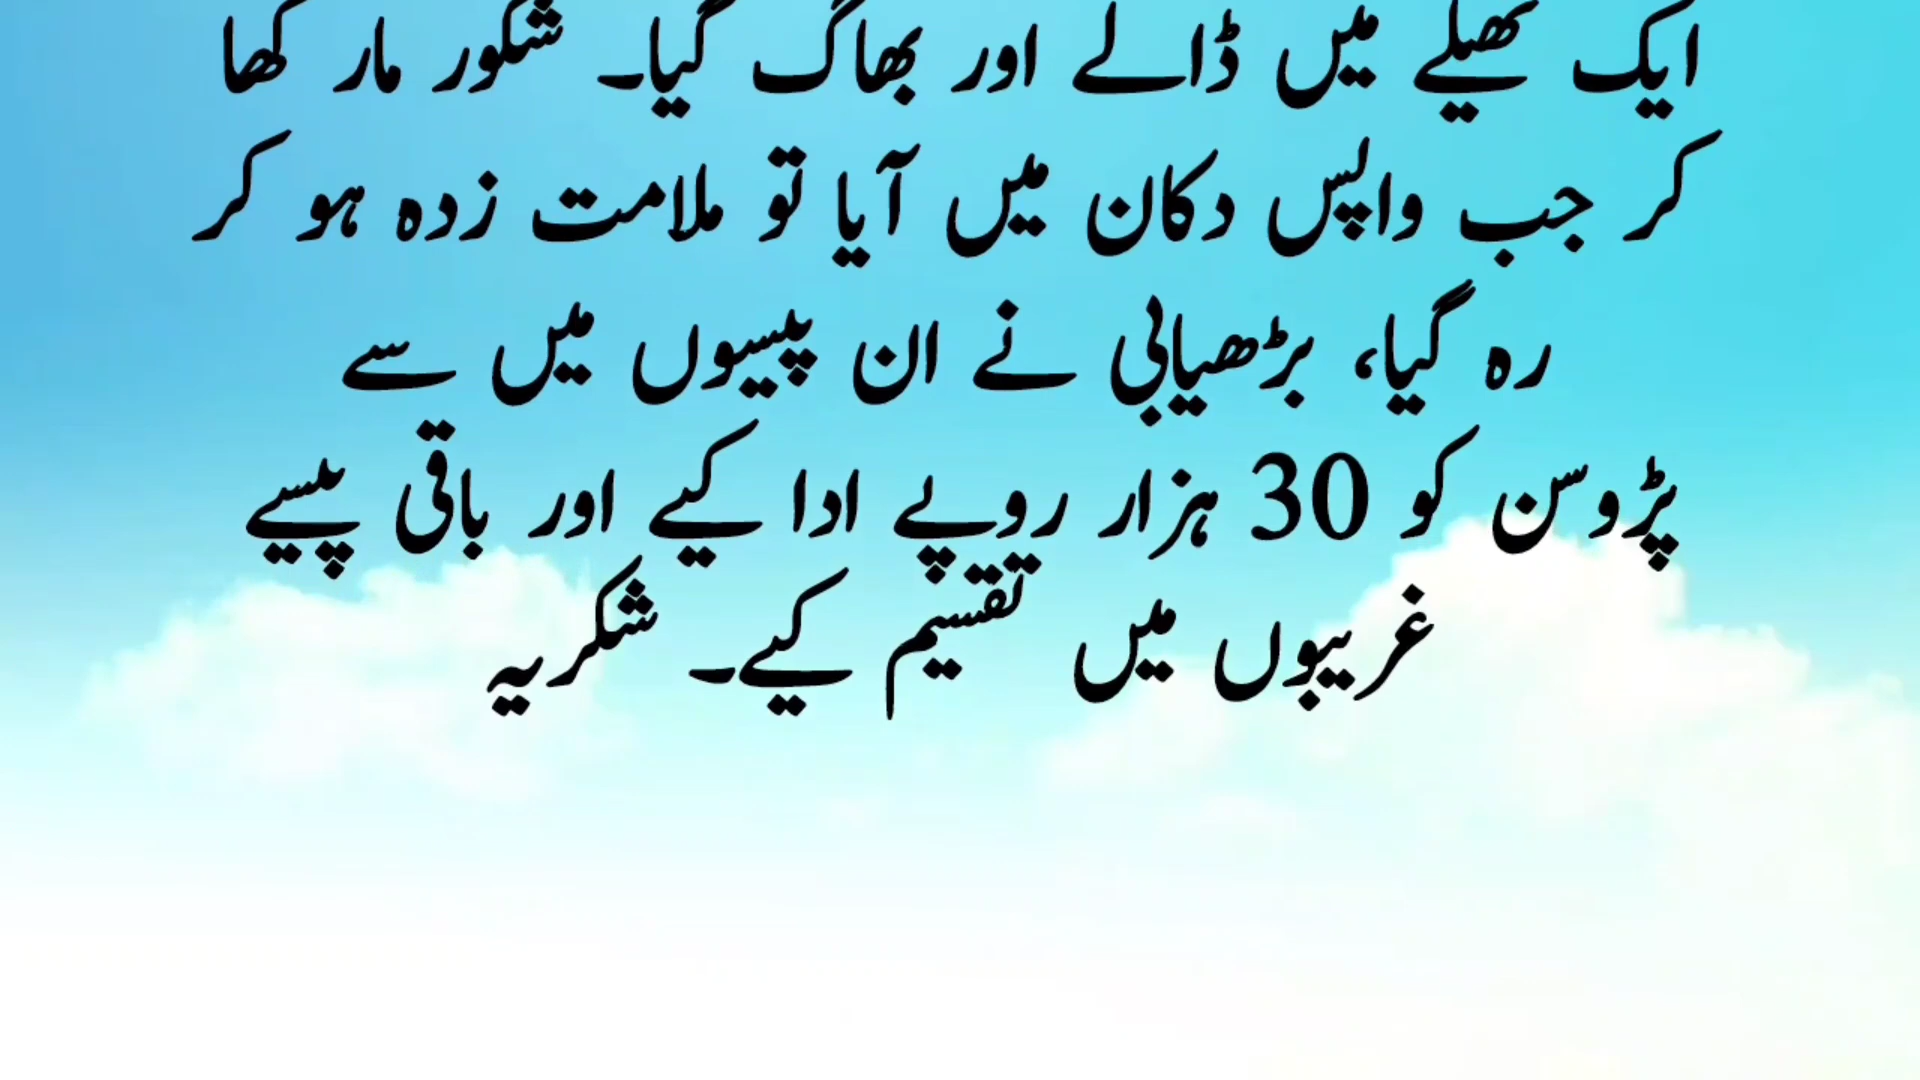 ایک تھیلے میں ڈالے اور بھاگ گیا۔ شکور مار کھا
کر جب واپس دکان میں آیا تو ملامت زدہ ہو کر
رہ گیا، بڑھیابی نے ان پیسوں میں سے
پڑوسن کو 30 ہزار روپے ادا کیے اور باقی پیسے
غریبوں میں تقسیم کیے۔ شکریہ